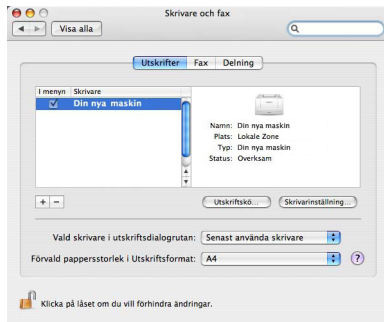 Skrivare och fax
Visa alla
Utskrifter Fax Delning
I menyn Skrivare
Din nya maskin
Namn: Din nya maskin
Plats: Lokale Zone
Typ: Din nya maskin
Status: Overksam
+ −
Utskriftskö... Skrivarinställning...
Vald skrivare i utskriftsdialogrutan: Senast använda skrivare
Förvald pappersstorlek i Utskriftsformat: A4 ?
Klicka på låset om du vill förhindra ändringar.